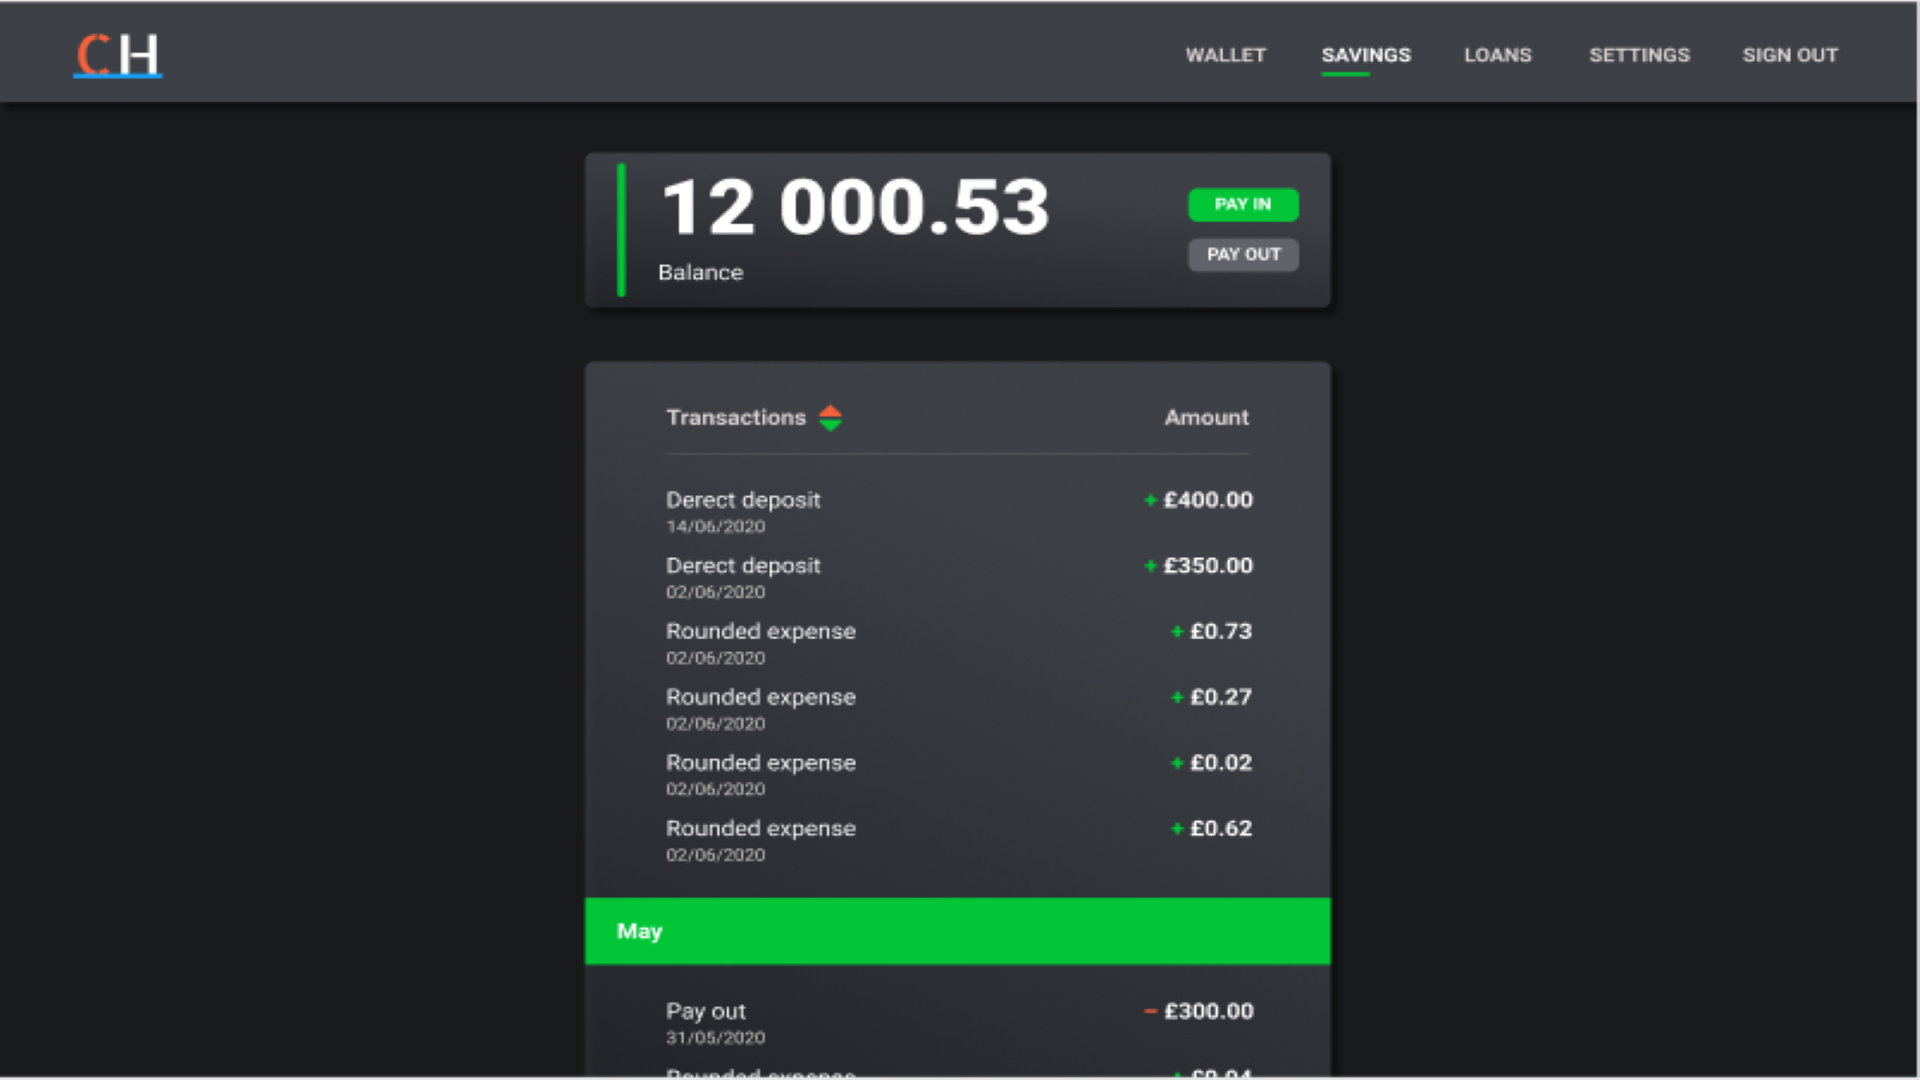 CH
WALLET SAVINGS LOANS SETTINGS SIGN OUT
12 000.53
Balance
PAY IN
PAY OUT
Transactions Amount
Derect deposit + £400.00
14/06/2020
Derect deposit + £350.00
02/06/2020
Rounded expense + £0.73
02/06/2020
Rounded expense + £0.27
02/06/2020
Rounded expense + £0.02
02/06/2020
Rounded expense + £0.62
02/06/2020
May
Pay out − £300.00
31/05/2020
Rounded expense